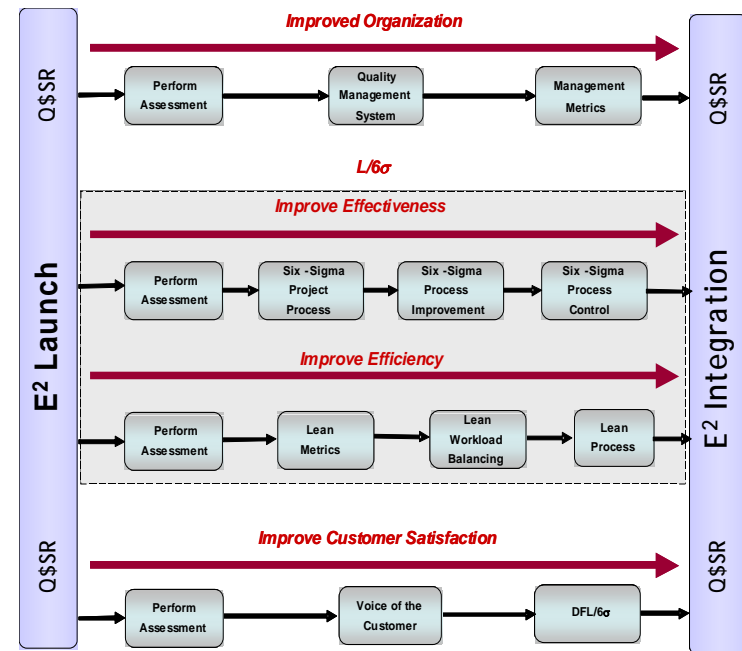 Improved Organization
Q$SR
Perform
Assessment
Quality
Management
System
Management
Metrics
Q$SR
L/6σ
Improve Effectiveness
E² Launch
Perform
Assessment
Six -Sigma
Project
Process
Six -Sigma
Process
Improvement
Six -Sigma
Process
Control
E² Integration
Improve Efficiency
Perform
Assessment
Lean
Metrics
Lean
Workload
Balancing
Lean
Process
Improve Customer Satisfaction
Q$SR
Perform
Assessment
Voice of the
Customer
DFL/6σ
Q$SR